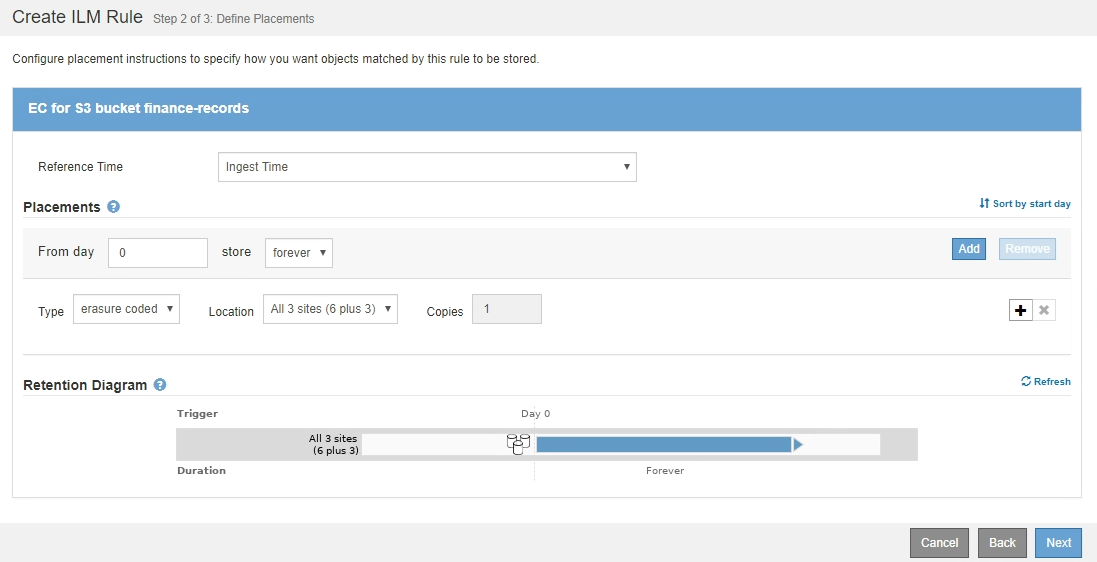 Create ILM Rule Step 2 of 3: Define Placements
Configure placement instructions to specify how you want objects matched by this rule to be stored.
EC for S3 bucket finance-records
Reference Time Ingest Time
Placements ? Sort by start day
From day 0 store forever Add Remove
Type erasure coded Location All 3 sites (6 plus 3) Copies 1
Retention Diagram ? Refresh
Trigger Day 0
All 3 sites
(6 plus 3)
Duration Forever
Cancel Back Next